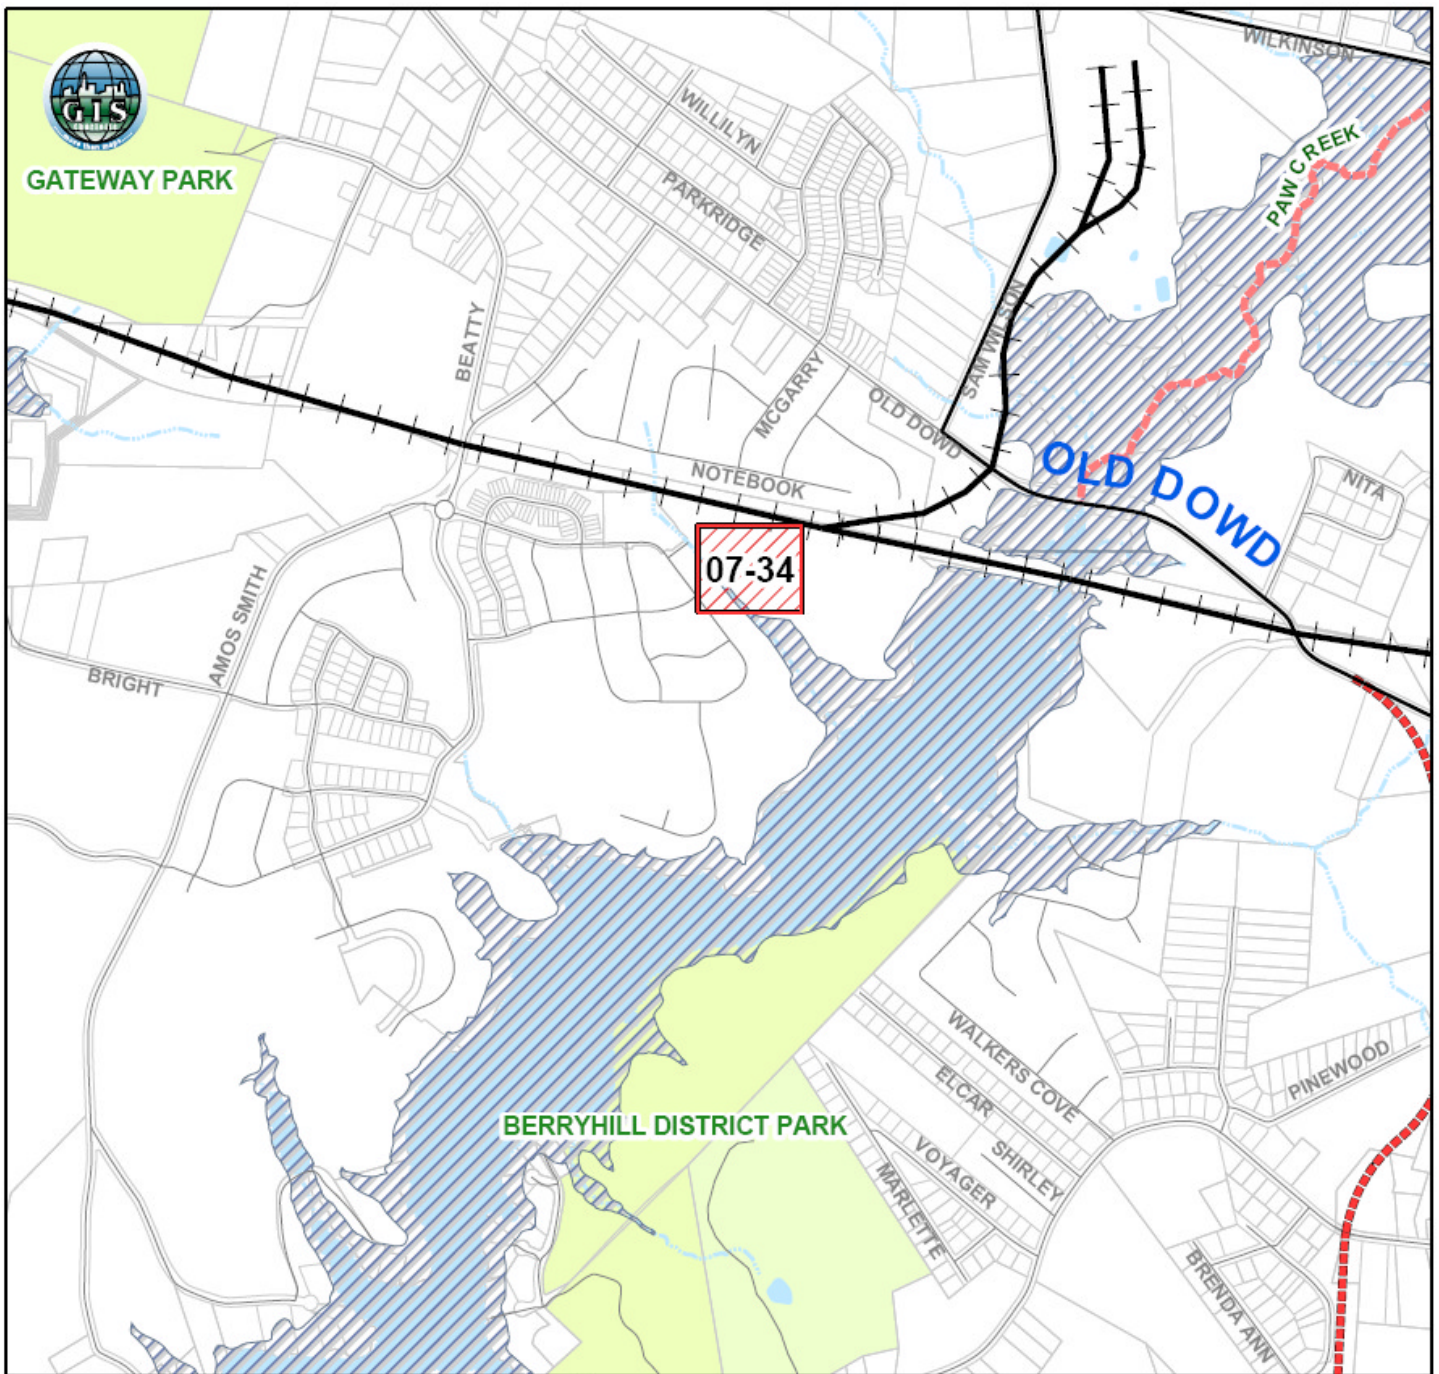 WILKINSON
GIS
GATEWAY PARK
WILLILYN
PAW CREEK
PARKRIDGE
BEATTY
SAM WILSON
MCGARRY
OLD DOWD
NOTEBOOK
OLD DOWD
NITA
07-34
AMOS SMITH
BRIGHT
WALKERS COVE
ELCAR
PINEWOOD
BERRYHILL DISTRICT PARK
VOYAGER
SHIRLEY
MARLETTE
BRENDA ANN